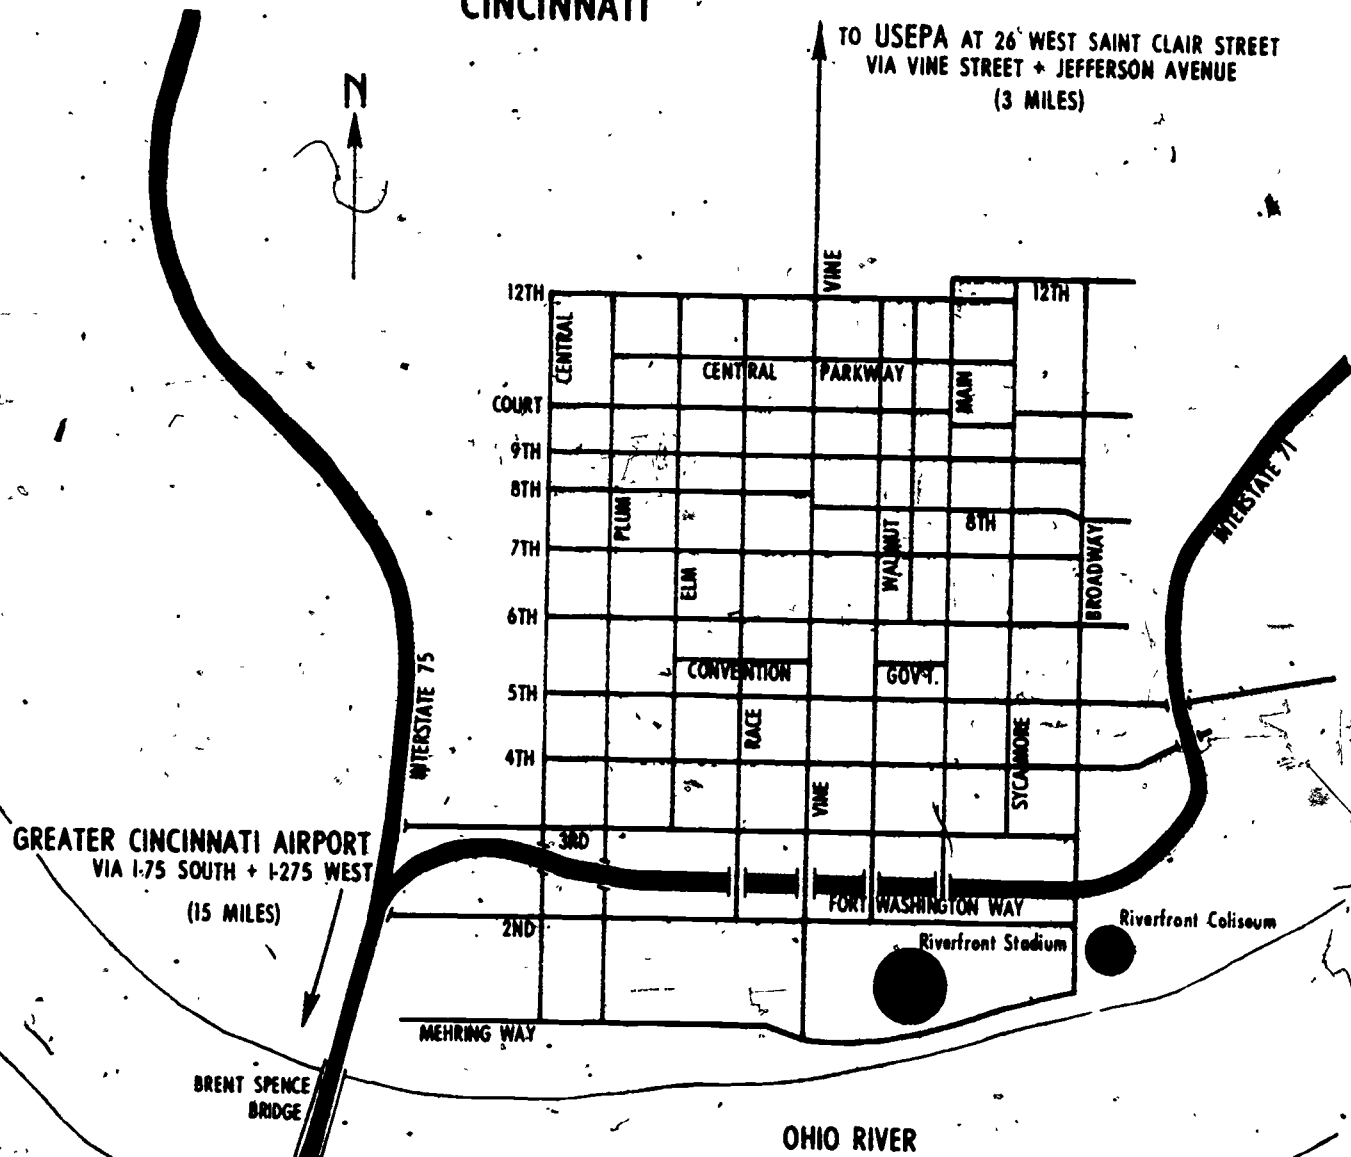 CINCINNATI
TO USEPA AT 26 WEST SAINT CLAIR STREET
VIA VINE STREET + JEFFERSON AVENUE
(3 MILES)
N
VINE
12TH
12TH
CENTRAL
CENTRAL PARKWAY
MAIN
COURT
9TH
8TH
PLUM
8TH
WALNUT
7TH
ELM
BROADWAY
INTERSTATE 71
6TH
CONVENTION
GOV'T.
INTERSTATE 75
5TH
RACE
SYCAMORE
4TH
VINE
3RD
GREATER CINCINNATI AIRPORT
VIA I-75 SOUTH + I-275 WEST
(15 MILES)
FORT WASHINGTON WAY
2ND
Riverfront Coliseum
Riverfront Stadium
MEHRING WAY
BRENT SPENCE
BRIDGE
OHIO RIVER